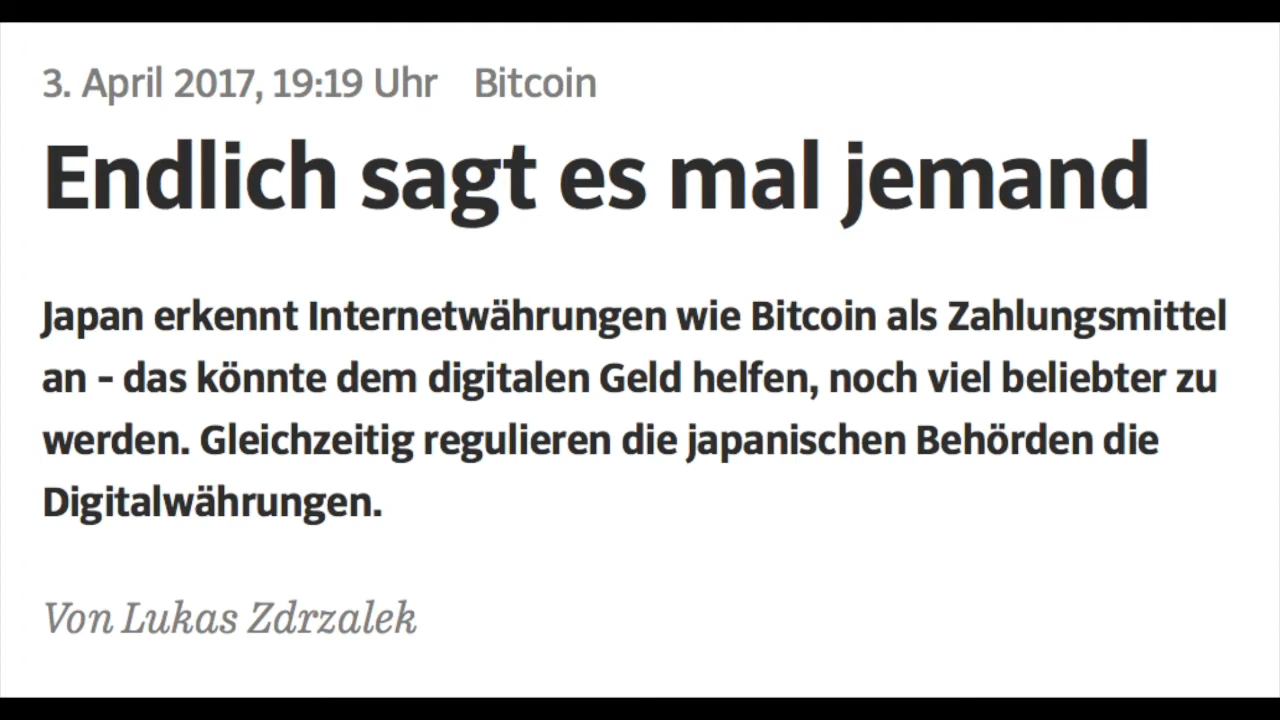 3. April 2017, 19:19 Uhr Bitcoin
Endlich sagt es mal jemand
Japan erkennt Internetwährungen wie Bitcoin als Zahlungsmittel
an - das könnte dem digitalen Geld helfen, noch viel beliebter zu
werden. Gleichzeitig regulieren die japanischen Behörden die
Digitalwährungen.
Von Lukas Zdrzalek